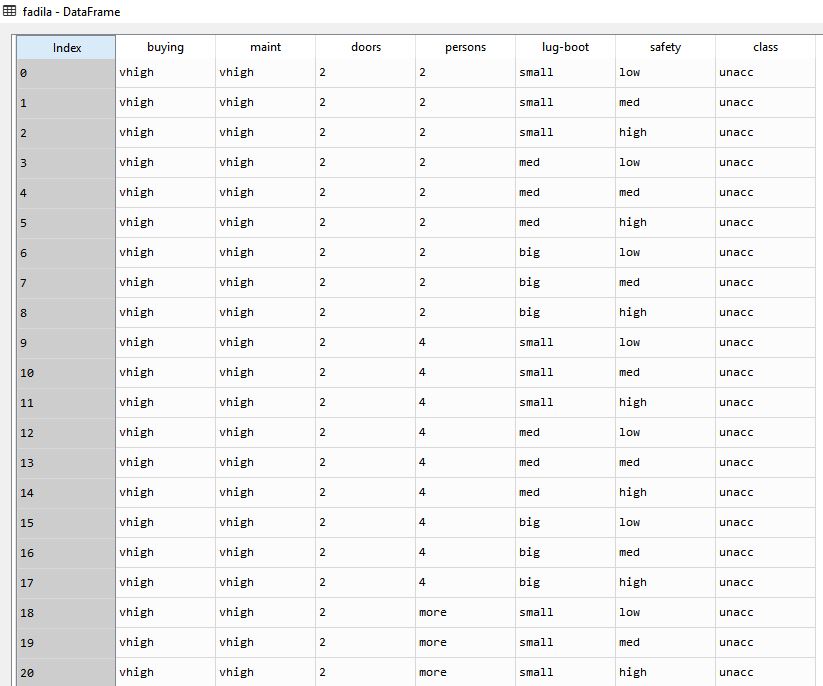 fadila - DataFrame
Index buying maint doors persons lug-boot safety class
0 vhigh vhigh 2 2 small low unacc
1 vhigh vhigh 2 2 small med unacc
2 vhigh vhigh 2 2 small high unacc
3 vhigh vhigh 2 2 med low unacc
4 vhigh vhigh 2 2 med med unacc
5 vhigh vhigh 2 2 med high unacc
6 vhigh vhigh 2 2 big low unacc
7 vhigh vhigh 2 2 big med unacc
8 vhigh vhigh 2 2 big high unacc
9 vhigh vhigh 2 4 small low unacc
10 vhigh vhigh 2 4 small med unacc
11 vhigh vhigh 2 4 small high unacc
12 vhigh vhigh 2 4 med low unacc
13 vhigh vhigh 2 4 med med unacc
14 vhigh vhigh 2 4 med high unacc
15 vhigh vhigh 2 4 big low unacc
16 vhigh vhigh 2 4 big med unacc
17 vhigh vhigh 2 4 big high unacc
18 vhigh vhigh 2 more small low unacc
19 vhigh vhigh 2 more small med unacc
20 vhigh vhigh 2 more small high unacc